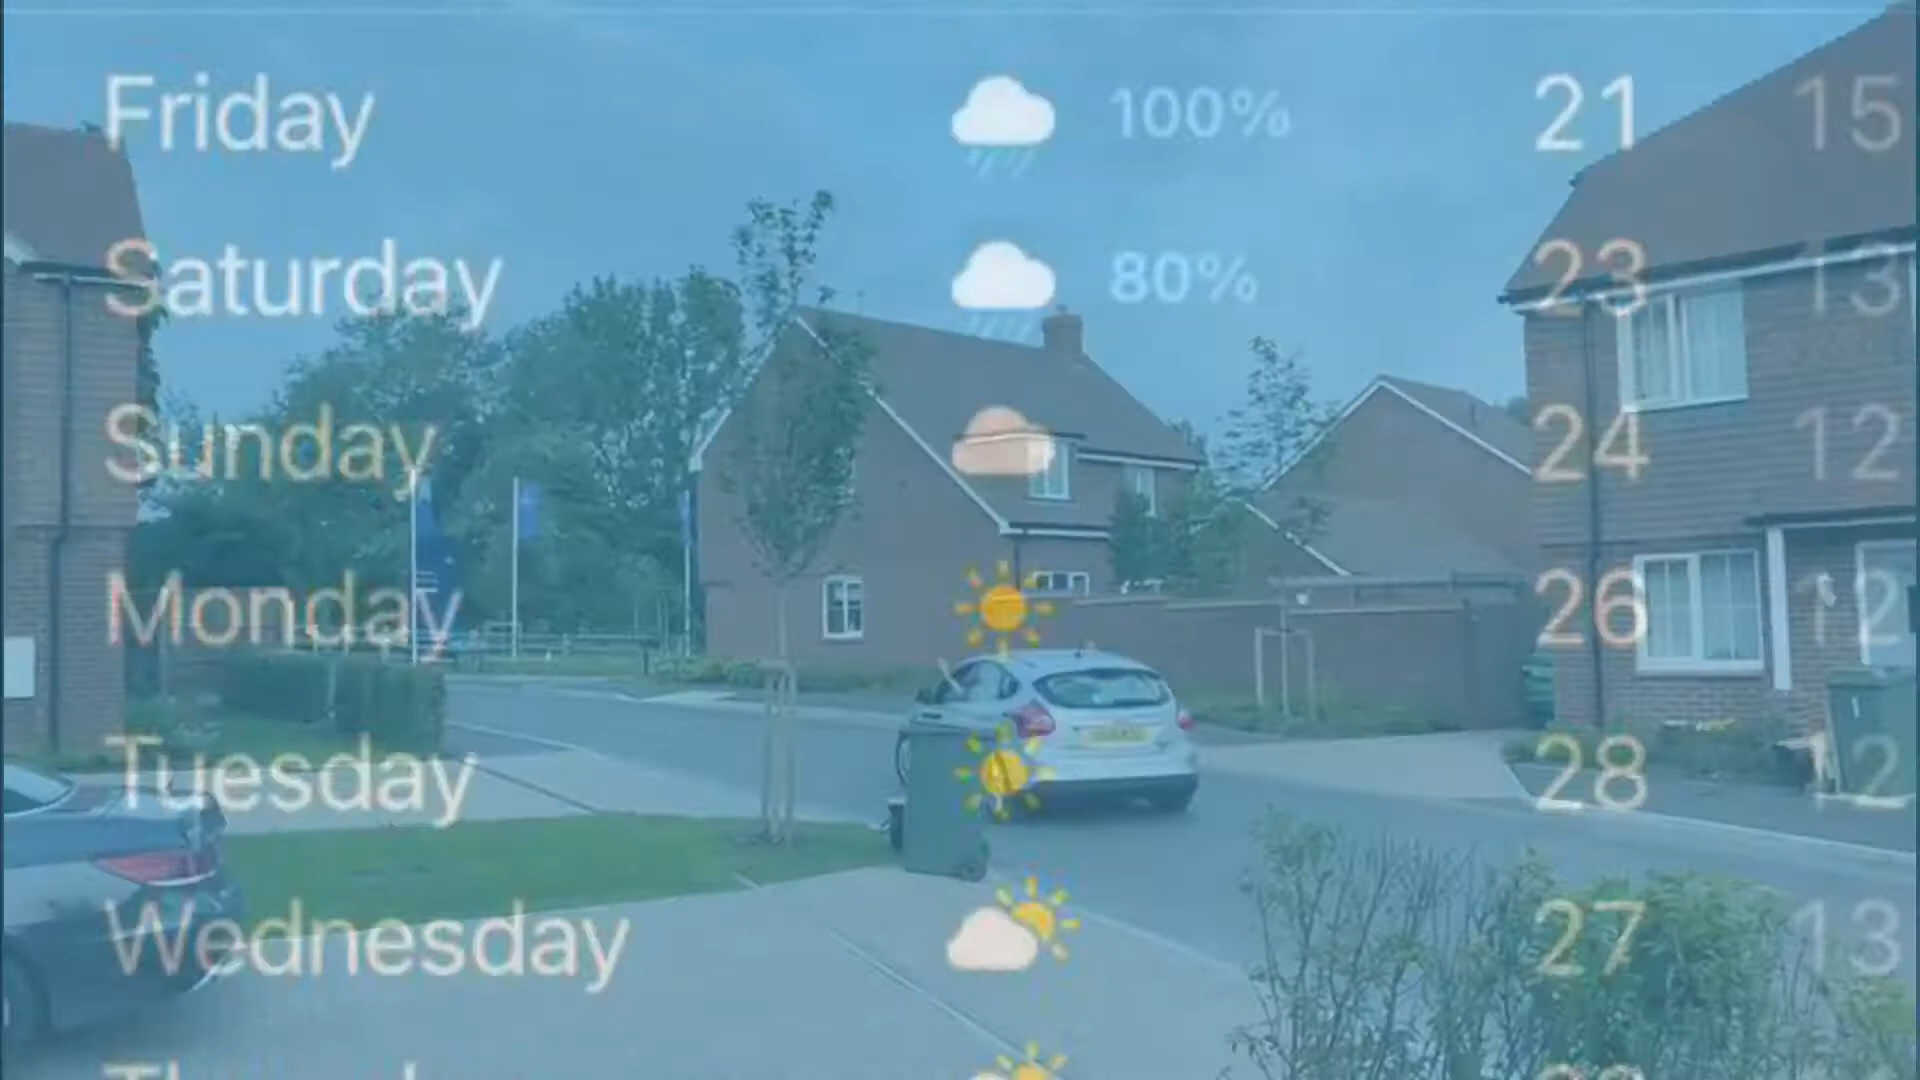 Friday 100% 21 15
Saturday 80% 23 13
Sunday 24 12
Monday 26 12
Tuesday 28 12
Wednesday 27 13